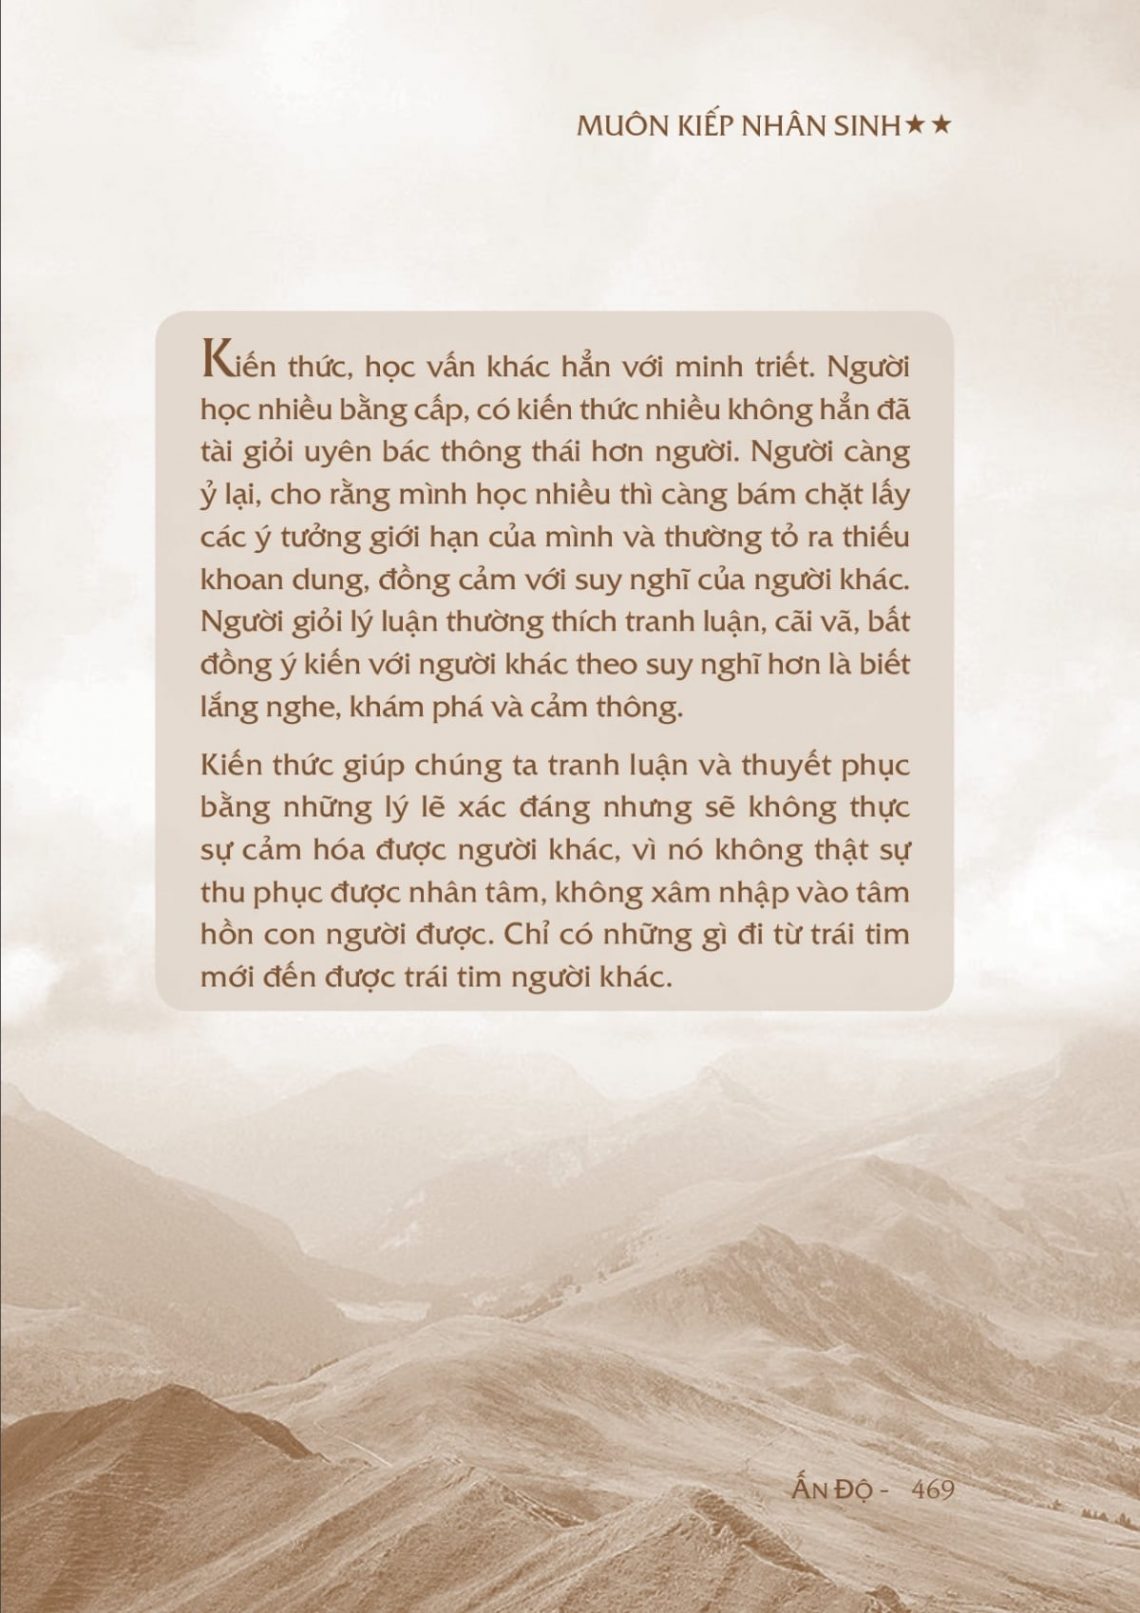 MUÔN KIẾP NHÂN SINH★★
Kiến thức, học vấn khác hẳn với minh triết. Người
học nhiều bằng cấp, có kiến thức nhiều không hẳn đã
tài giỏi uyên bác thông thái hơn người. Người càng
ỷ lại, cho rằng mình học nhiều thì càng bám chặt lấy
các ý tưởng giới hạn của mình và thường tỏ ra thiếu
khoan dung, đồng cảm với suy nghĩ của người khác.
Người giỏi lý luận thường thích tranh luận, cãi vã, bất
đồng ý kiến với người khác theo suy nghĩ hơn là biết
lắng nghe, khám phá và cảm thông.
Kiến thức giúp chúng ta tranh luận và thuyết phục
bằng những lý lẽ xác đáng nhưng sẽ không thực
sự cảm hóa được người khác, vì nó không thật sự
thu phục được nhân tâm, không xâm nhập vào tâm
hồn con người được. Chỉ có những gì đi từ trái tim
mới đến được trái tim người khác.
ẤN ĐỘ - 469